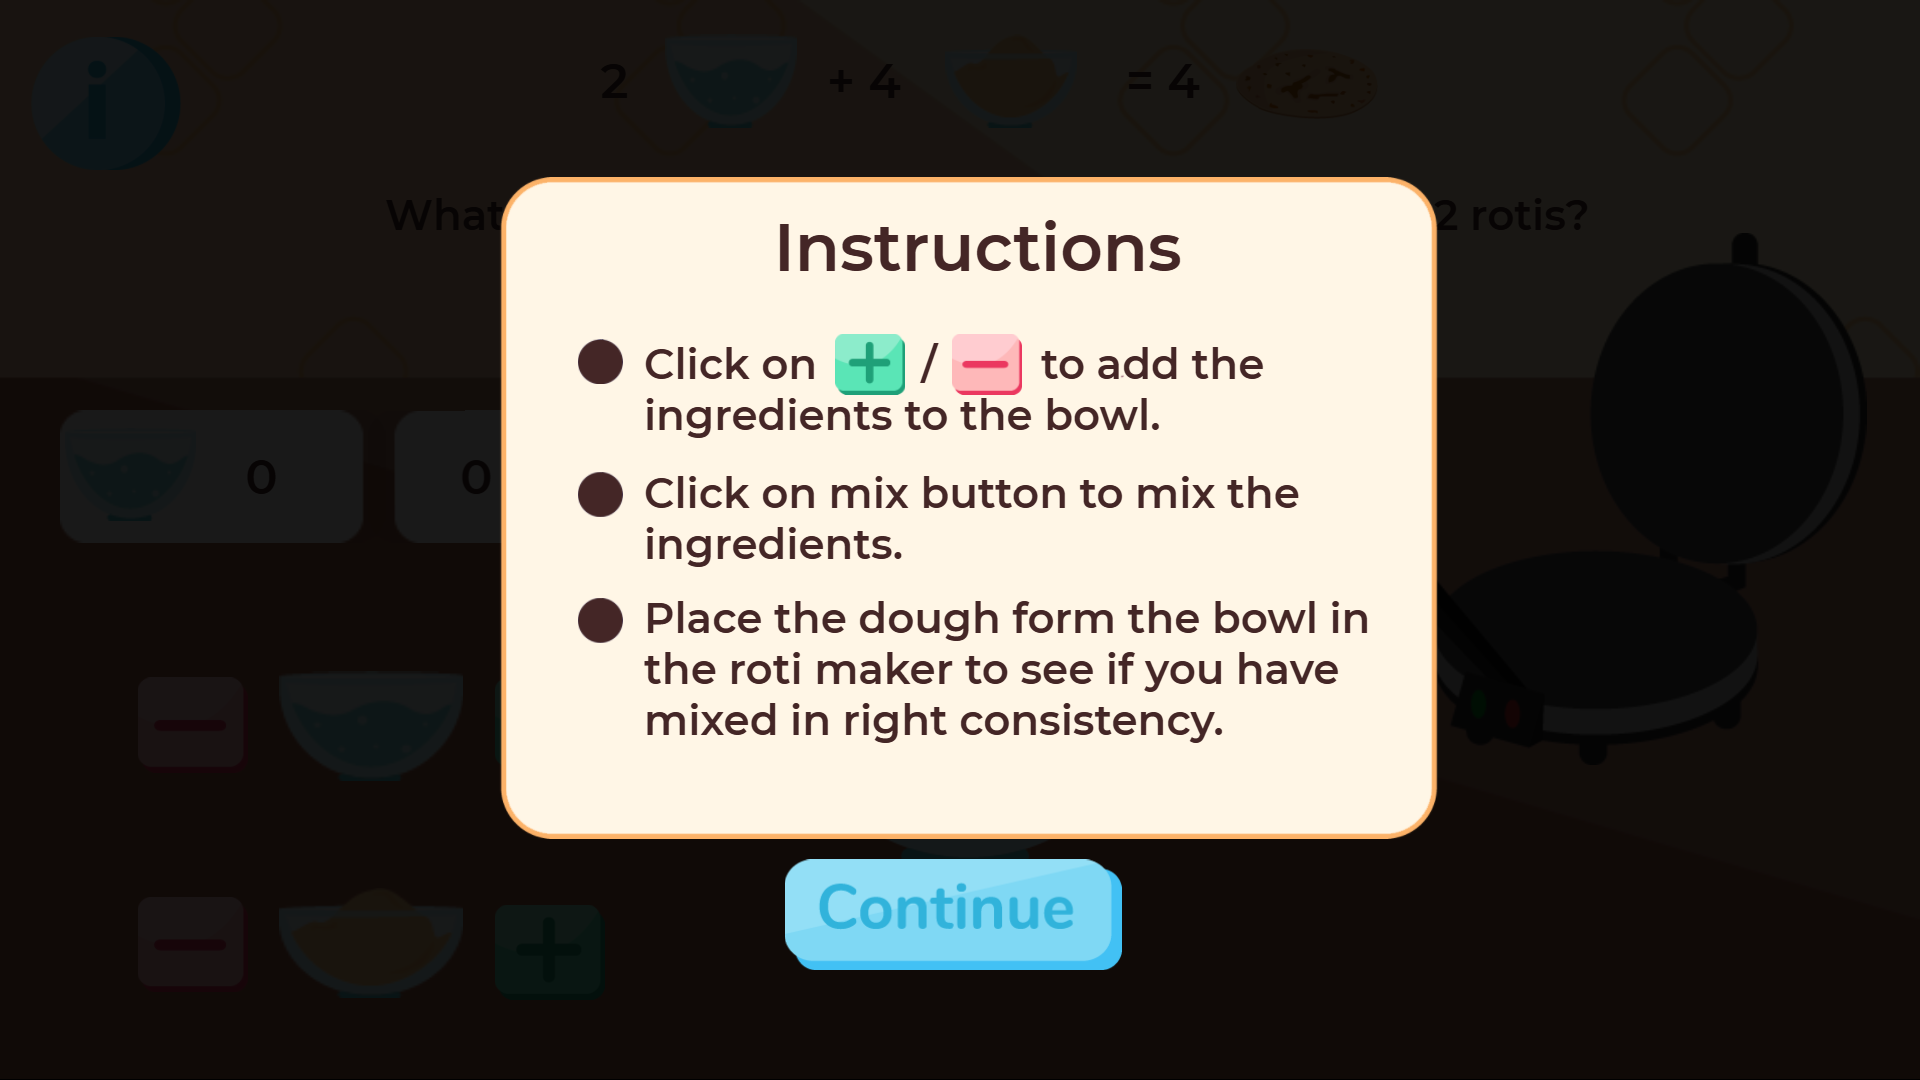 i
2 + 4 = 4
What 2 rotis?
Instructions
Click on + / − to add the
ingredients to the bowl.
0 0
Click on mix button to mix the
ingredients.
Place the dough form the bowl in
the roti maker to see if you have
mixed in right consistency.
Continue